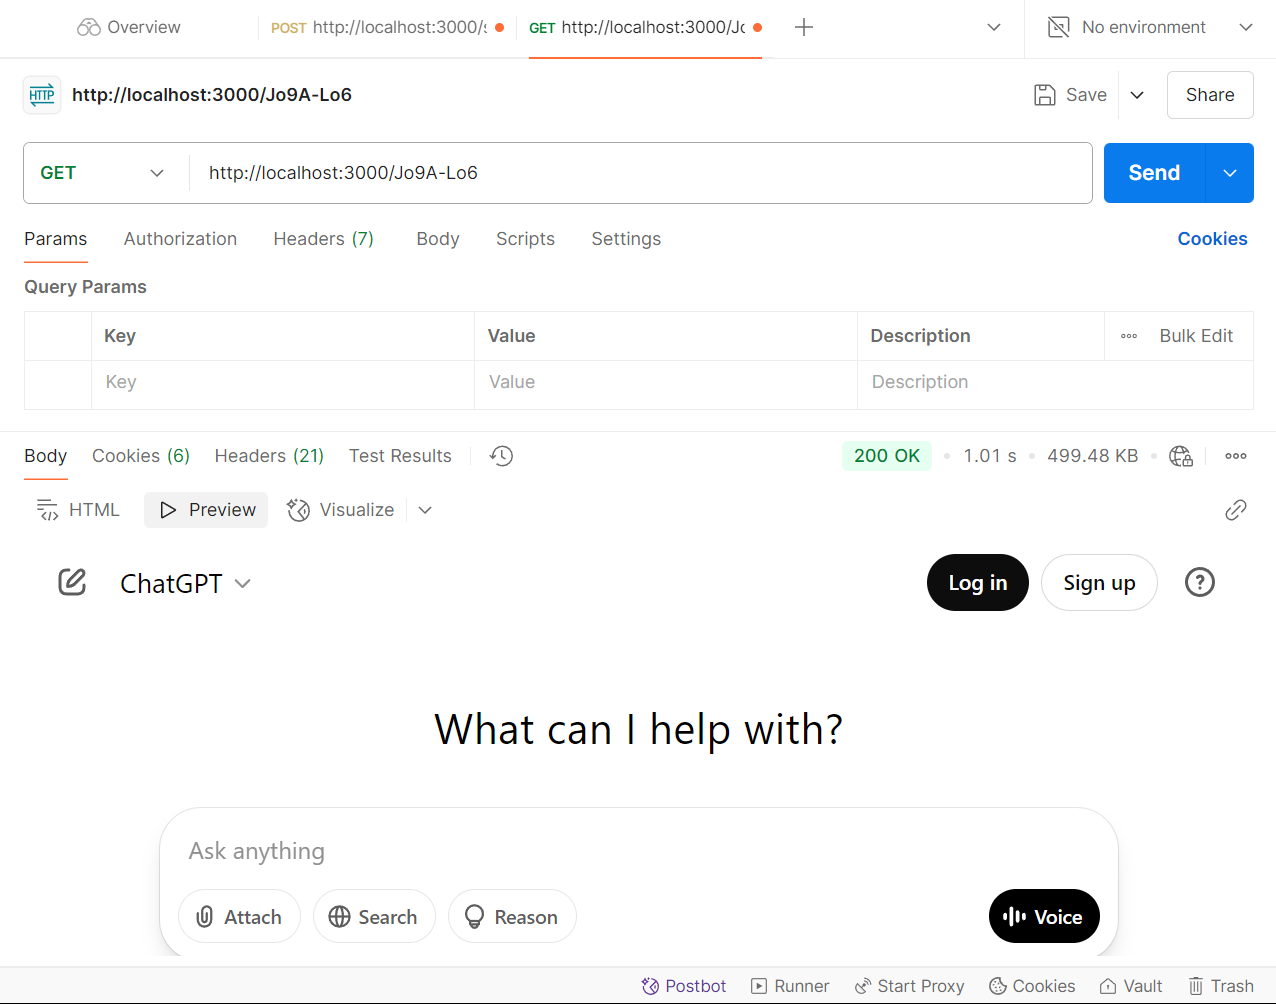 Overview
POST http://localhost:3000/s
GET http://localhost:3000/Jo
No environment
HTTP http://localhost:3000/Jo9A-Lo6
Save
Share
GET
http://localhost:3000/Jo9A-Lo6
Send
Params Authorization Headers (7) Body Scripts Settings Cookies
Query Params
Key Value Description Bulk Edit
Key Value Description
Body Cookies (6) Headers (21) Test Results 200 OK 1.01 s 499.48 KB
HTML Preview Visualize
ChatGPT Log in Sign up
What can I help with?
Ask anything
Attach Search Reason Voice
Postbot Runner Start Proxy Cookies Vault Trash